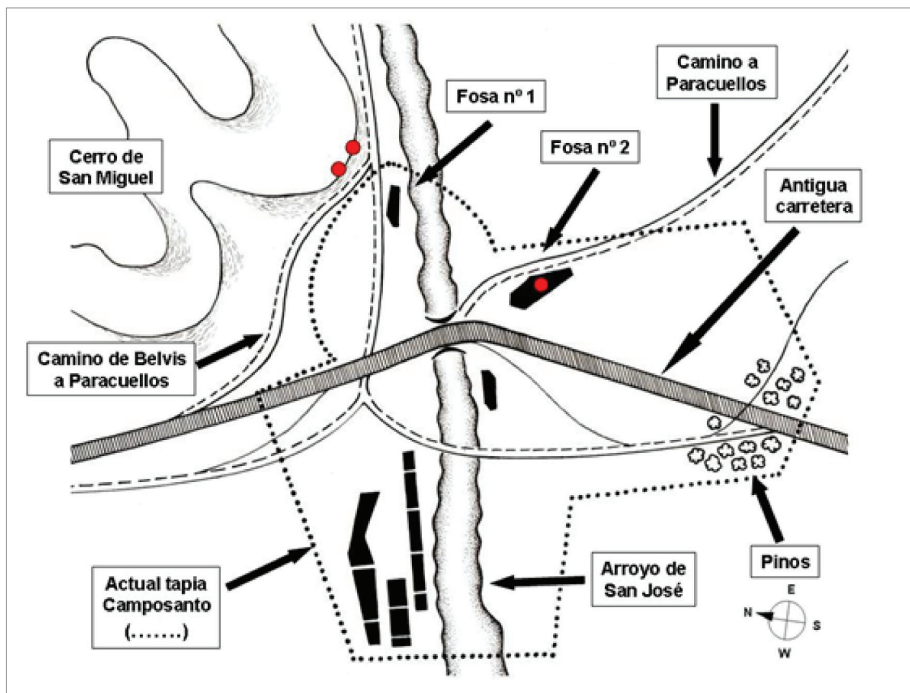 Camino a
Paracuellos
Fosa nº 1
Fosa nº 2
Cerro de
San Miguel
Antigua
carretera
Camino de Belvis
a Paracuellos
Actual tapia
Camposanto
(.......)
Arroyo de
San José
Pinos
E
N
S
W